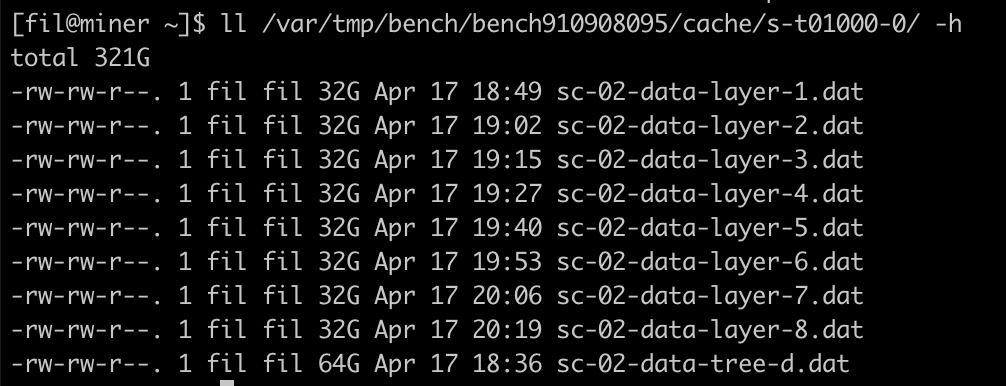 [fil@miner ~]$ ll /var/tmp/bench/bench910908095/cache/s-t01000-0/ -h
total 321G
-rw-rw-r--. 1 fil fil 32G Apr 17 18:49 sc-02-data-layer-1.dat
-rw-rw-r--. 1 fil fil 32G Apr 17 19:02 sc-02-data-layer-2.dat
-rw-rw-r--. 1 fil fil 32G Apr 17 19:15 sc-02-data-layer-3.dat
-rw-rw-r--. 1 fil fil 32G Apr 17 19:27 sc-02-data-layer-4.dat
-rw-rw-r--. 1 fil fil 32G Apr 17 19:40 sc-02-data-layer-5.dat
-rw-rw-r--. 1 fil fil 32G Apr 17 19:53 sc-02-data-layer-6.dat
-rw-rw-r--. 1 fil fil 32G Apr 17 20:06 sc-02-data-layer-7.dat
-rw-rw-r--. 1 fil fil 32G Apr 17 20:19 sc-02-data-layer-8.dat
-rw-rw-r--. 1 fil fil 64G Apr 17 18:36 sc-02-data-tree-d.dat